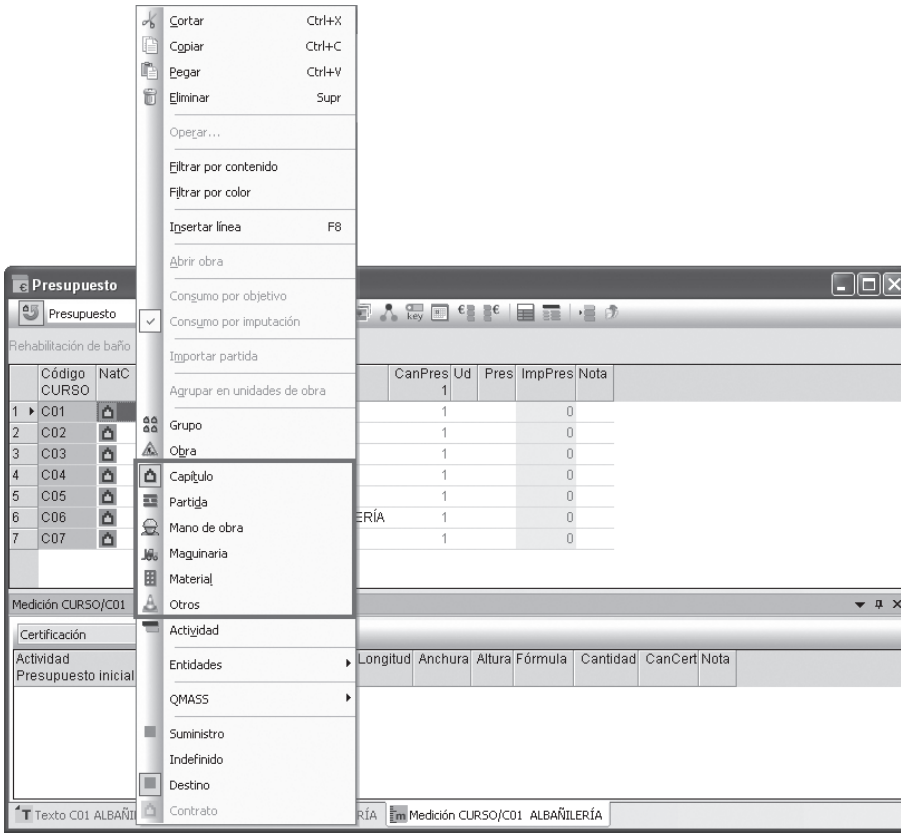 Cortar Ctrl+X
Copiar Ctrl+C
Pegar Ctrl+V
Eliminar Supr
Operar...
Filtrar por contenido
Filtrar por color
Insertar línea F8
Abrir obra
Consumo por objetivo
Consumo por imputación
Importar partida
Agrupar en unidades de obra
Grupo
Obra
Capítulo
Partida
Mano de obra
Maquinaria
Material
Otros
Actividad
Entidades
QMASS
Suministro
Indefinido
Destino
Contrato
Presupuesto
Presupuesto key
Rehabilitación de baño
Código NatC CanPres Ud Pres ImpPres Nota
CURSO 1
1 C01 1 0
2 C02 1 0
3 C03 1 0
4 C04 1 0
5 C05 1 0
6 C06 ERÍA 1 0
7 C07 1 0
Medición CURSO/C01
Certificación
Actividad Longitud Anchura Altura Fórmula Cantidad CanCert Nota
Presupuesto inicial
Texto C01 ALBAÑI RÍA Medición CURSO/C01 ALBAÑILERÍA